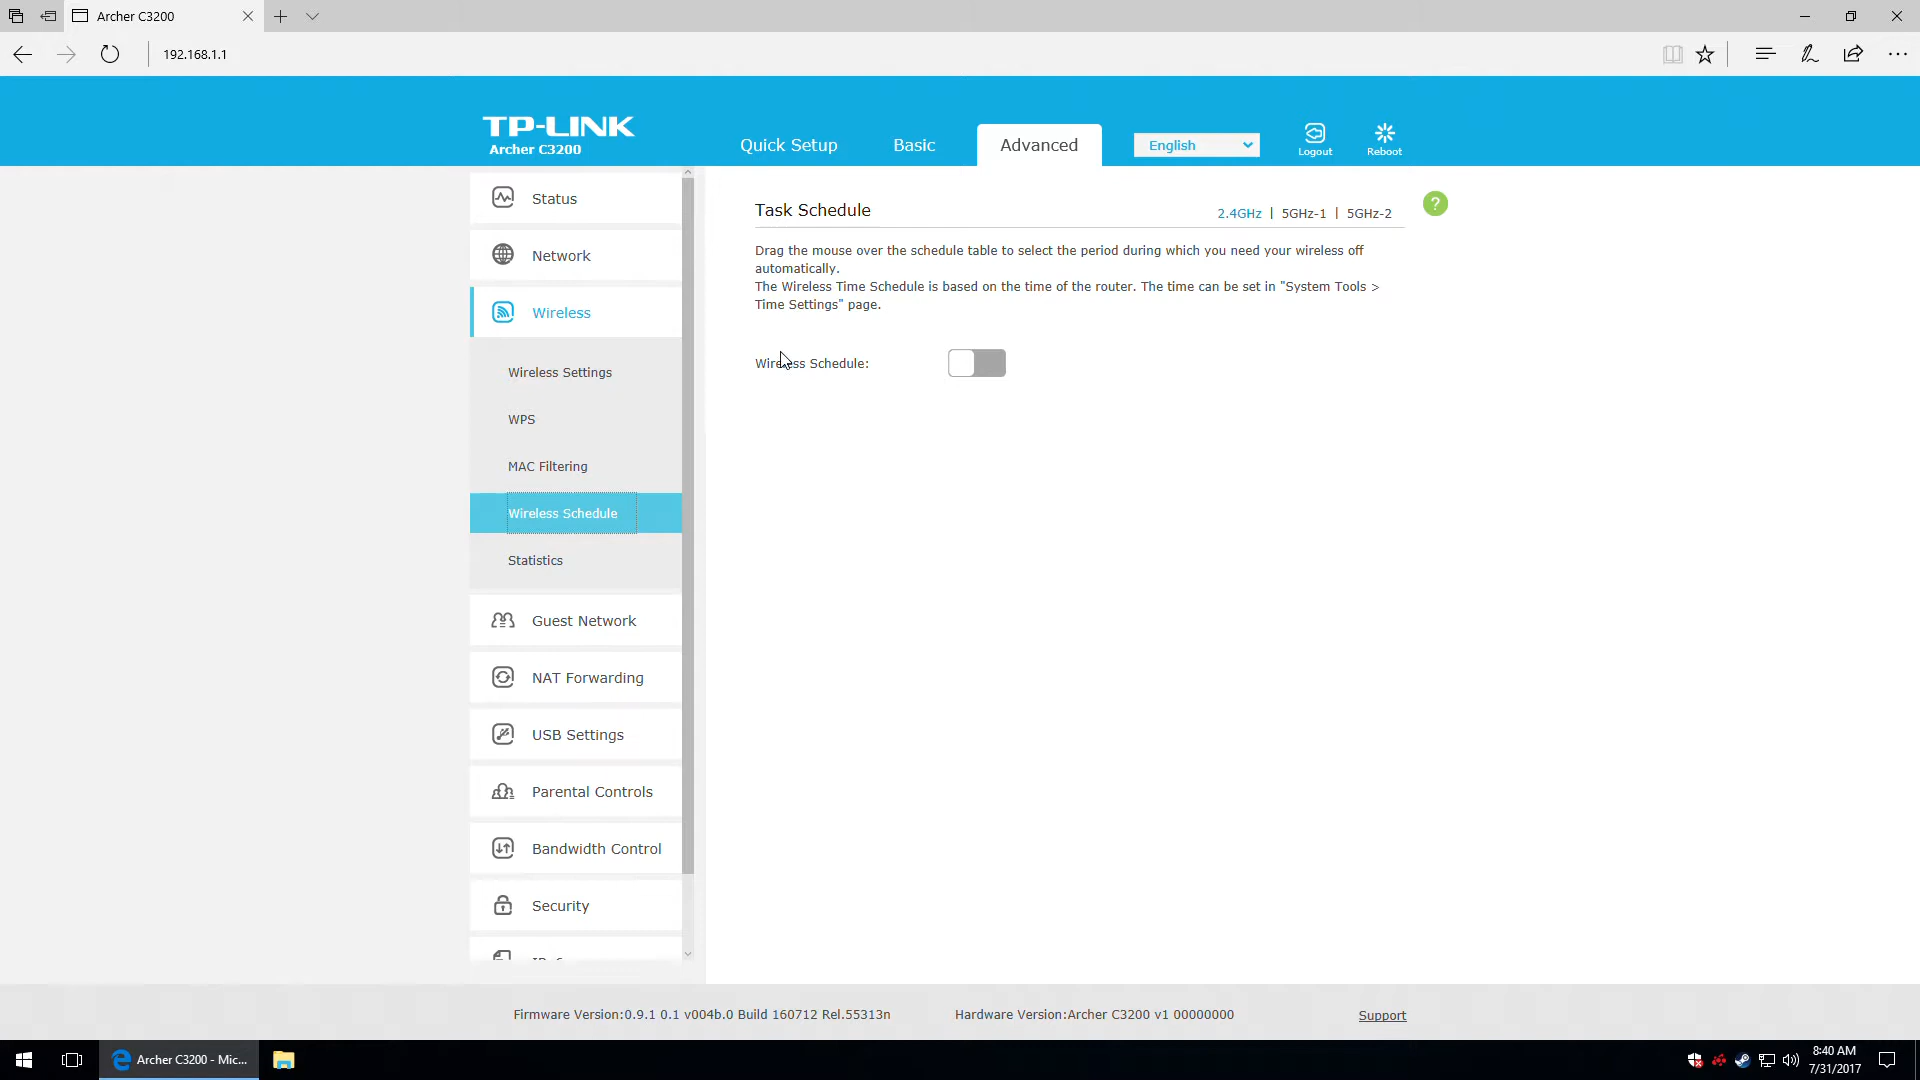 Archer C3200
192.168.1.1
TP-LINK
Archer C3200
Quick Setup
Basic
Advanced
English
Logout
Reboot
Status
Network
Wireless
Wireless Settings
WPS
MAC Filtering
Wireless Schedule
Statistics
Guest Network
NAT Forwarding
USB Settings
Parental Controls
Bandwidth Control
Security
Task Schedule
2.4GHz | 5GHz-1 | 5GHz-2
?
Drag the mouse over the schedule table to select the period during which you need your wireless off
automatically.
The Wireless Time Schedule is based on the time of the router. The time can be set in "System Tools >
Time Settings" page.
Wireless Schedule:
Firmware Version:0.9.1 0.1 v004b.0 Build 160712 Rel.55313n
Hardware Version:Archer C3200 v1 00000000
Support
Archer C3200 - Mic...
8:40 AM
7/31/2017